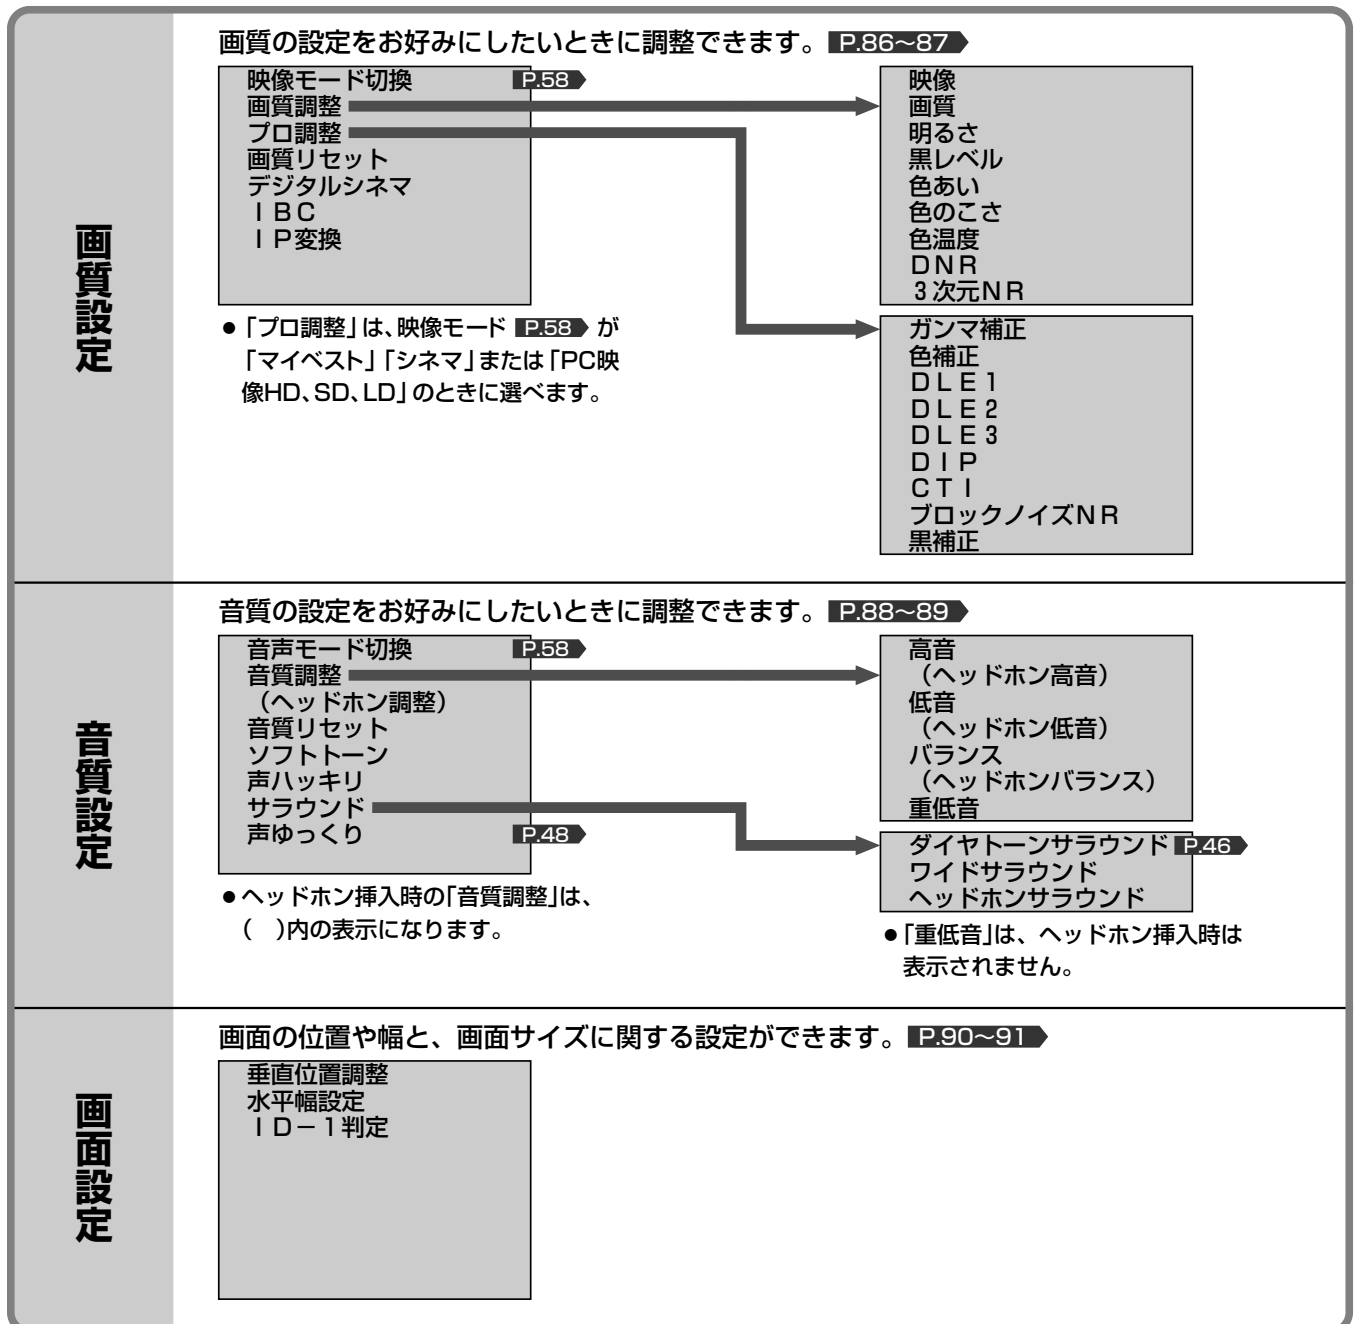 画質設定
画質の設定をお好みにしたいときに調整できます。 P.86～87
映像モード切換 P.58
画質調整
プロ調整
画質リセット
デジタルシネマ
ＩＢＣ
ＩＰ変換
●「プロ調整」は、映像モード P.58 が
「マイベスト」「シネマ」または「PC映
像HD、SD、LD」のときに選べます。
映像
画質
明るさ
黒レベル
色あい
色のこさ
色温度
ＤＮＲ
３次元ＮＲ
ガンマ補正
色補正
ＤＬＥ１
ＤＬＥ２
ＤＬＥ３
ＤＩＰ
ＣＴＩ
ブロックノイズＮＲ
黒補正
音質設定
音質の設定をお好みにしたいときに調整できます。 P.88～89
音声モード切換 P.58
音質調整
（ヘッドホン調整）
音質リセット
ソフトトーン
声ハッキリ
サラウンド
声ゆっくり P.48
●ヘッドホン挿入時の「音質調整」は、
(　)内の表示になります。
高音
（ヘッドホン高音）
低音
（ヘッドホン低音）
バランス
（ヘッドホンバランス）
重低音
ダイヤトーンサラウンド P.46
ワイドサラウンド
ヘッドホンサラウンド
●「重低音」は、ヘッドホン挿入時は
表示されません。
画面設定
画面の位置や幅と、画面サイズに関する設定ができます。 P.90～91
垂直位置調整
水平幅設定
ＩＤ－１判定